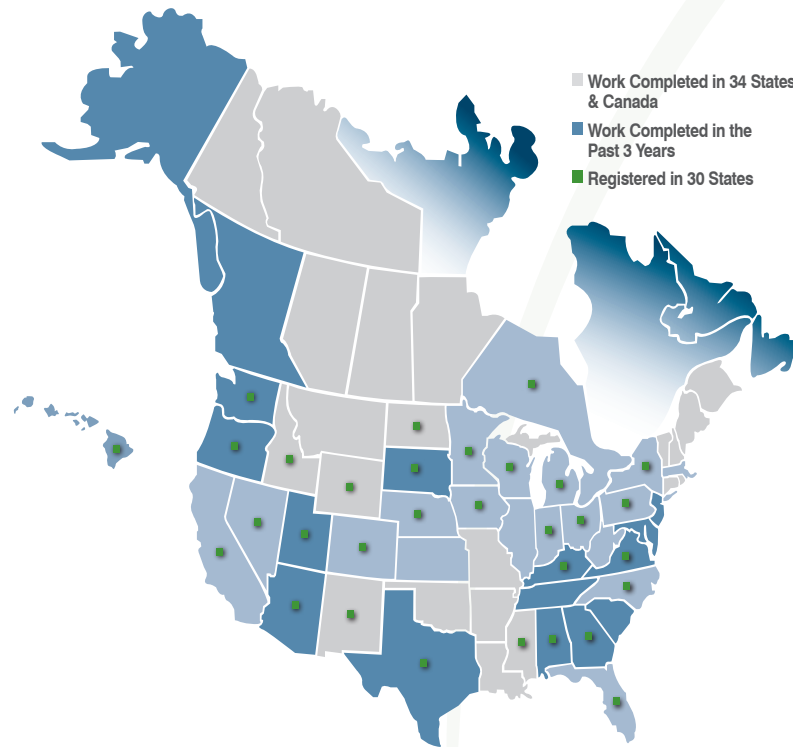 Work Completed in 34 States
& Canada
Work Completed in the
Past 3 Years
Registered in 30 States